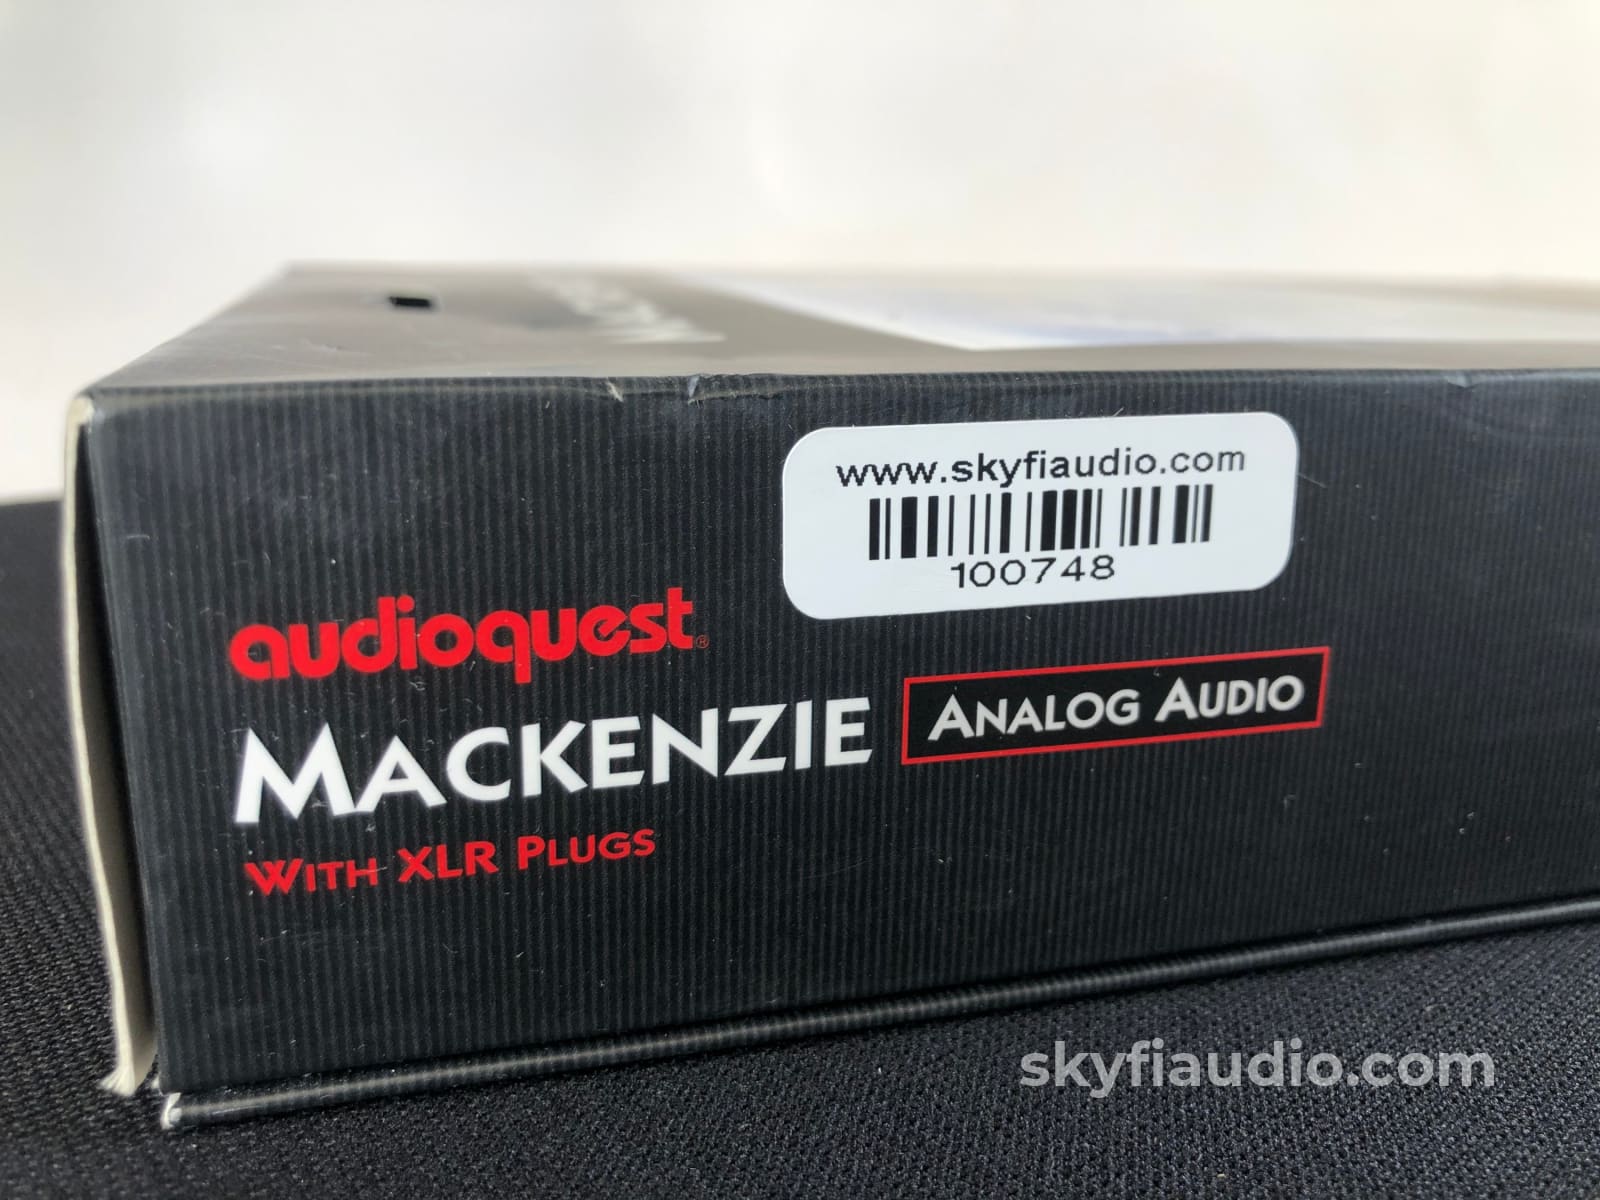 www.skyfiaudio.com
100748
audioquest®
MACKENZIE
ANALOG AUDIO
WITH XLR PLUGS
skyfiaudio.com